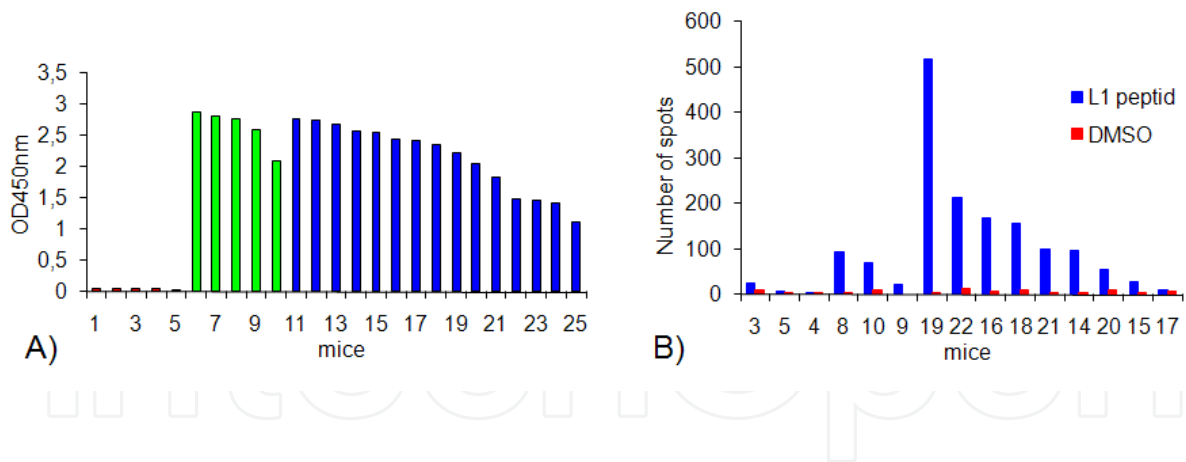 3,5
3
2,5
2
1,5
1
0,5
0
OD450nm
1 3 5 7 9 11 13 15 17 19 21 23 25
mice
A)
600
500
400
300
200
100
0
Number of spots
L1 peptid
DMSO
3 5 4 8 10 9 19 22 16 18 21 14 20 15 17
mice
B)